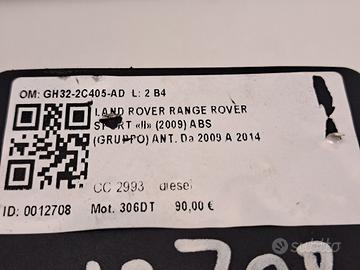 OM: GH32-2C405-AD L: 2 B4
LAND ROVER RANGE ROVER
SPORT «II» (2009) ABS
(GRUPPO) ANT. Da 2009 A 2014
CC 2993 diesel
ID: 0012708 Mot. 306DT 90,00 €
subito